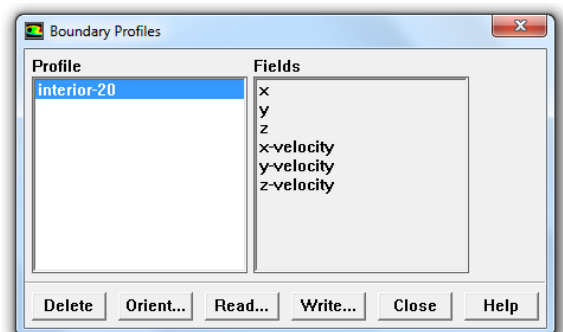 Boundary Profiles
Profile
Fields
interior-20
x
y
z
x-velocity
y-velocity
z-velocity
Delete
Orient...
Read...
Write...
Close
Help